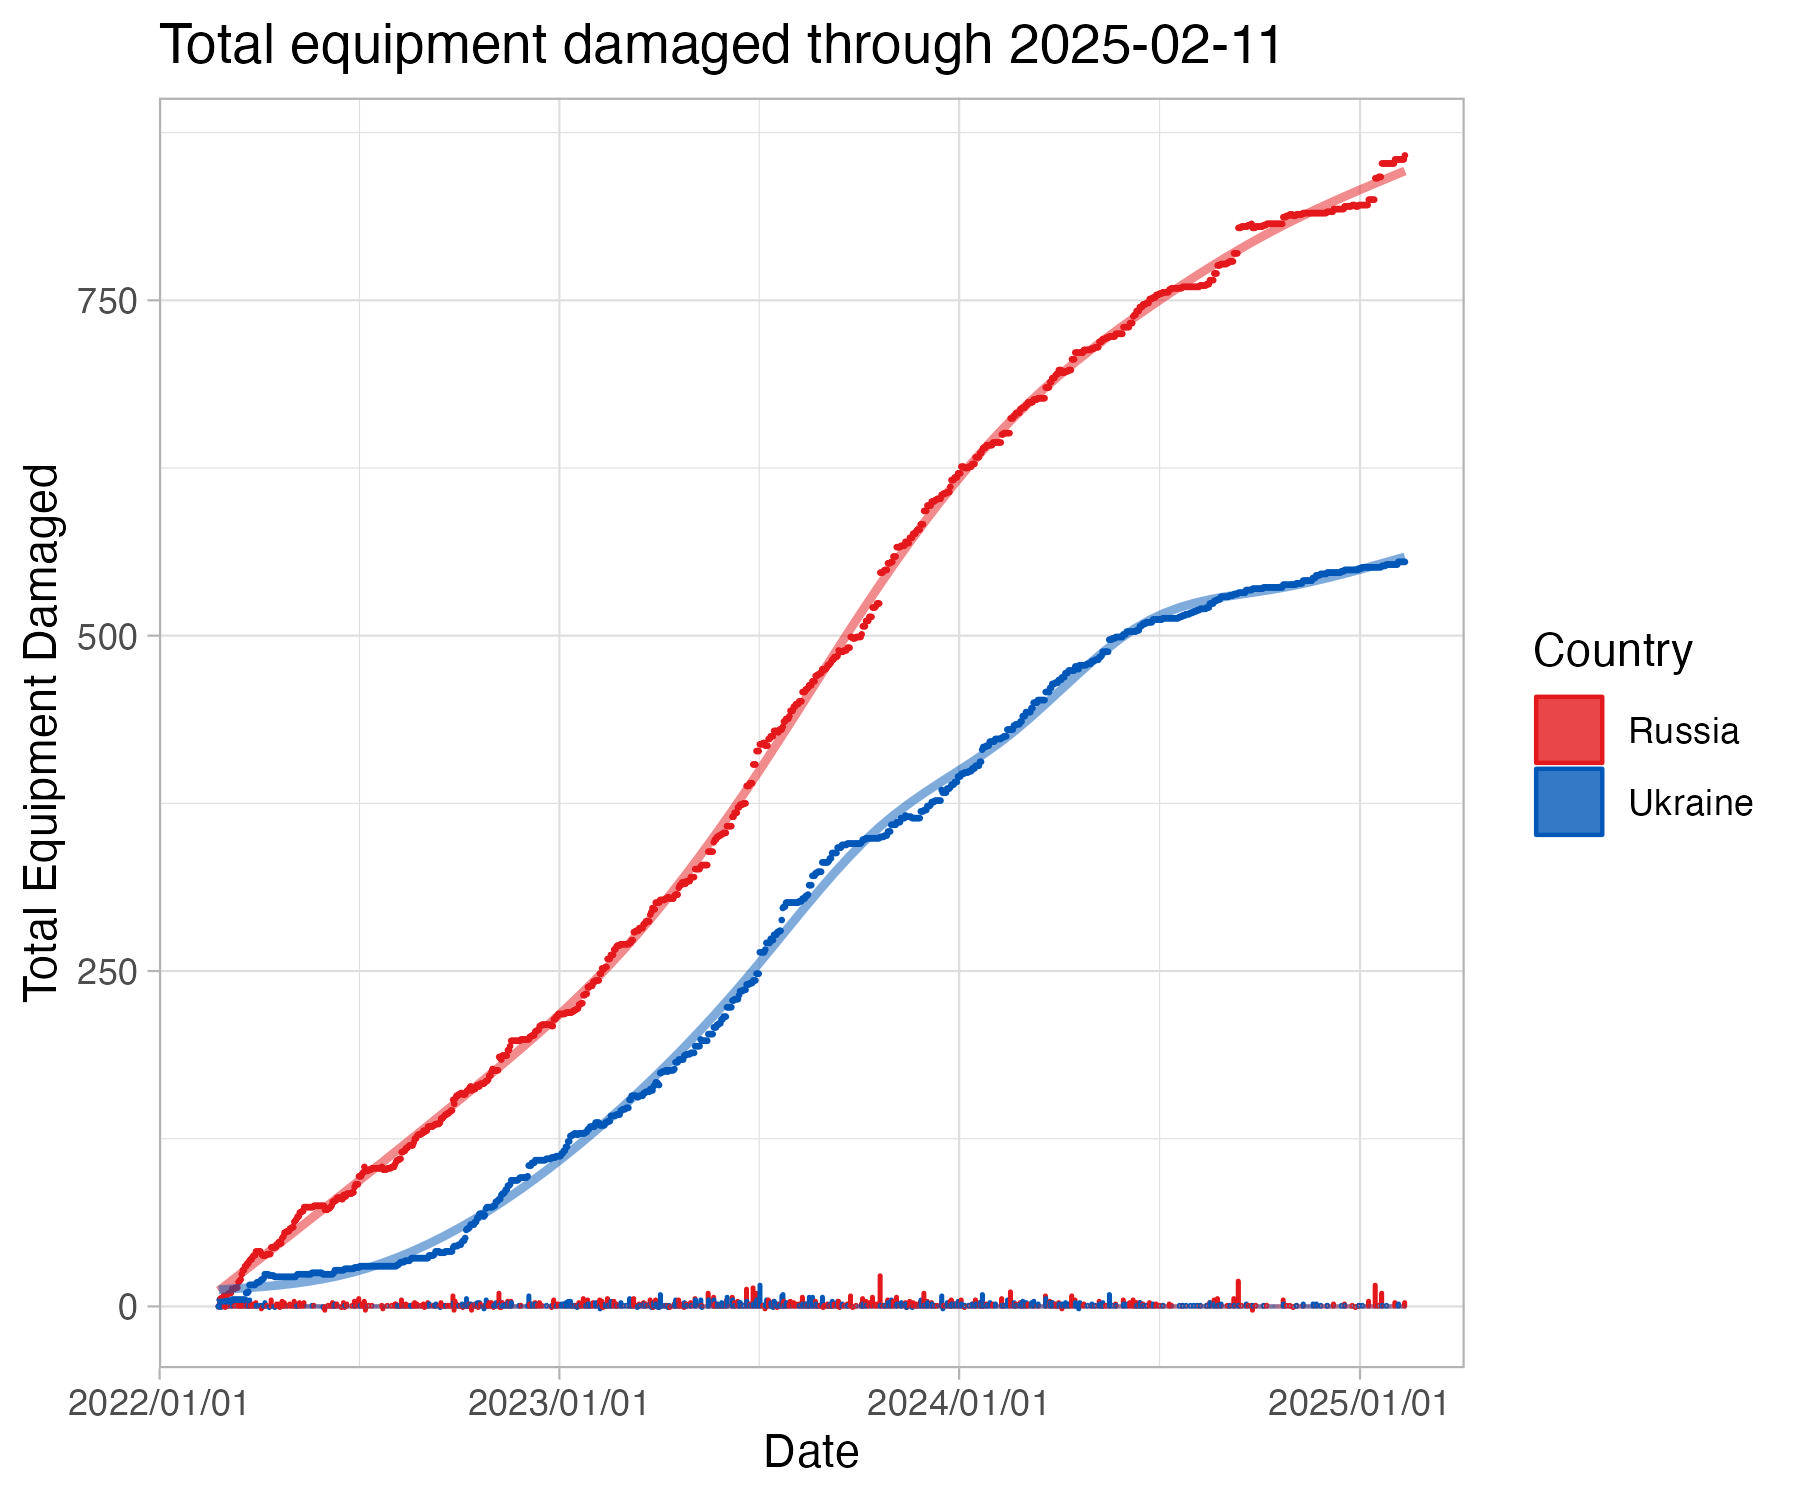 Total equipment damaged through 2025-02-11
Total Equipment Damaged
750
500
250
0
2022/01/01
2023/01/01
2024/01/01
2025/01/01
Date
Country
Russia
Ukraine